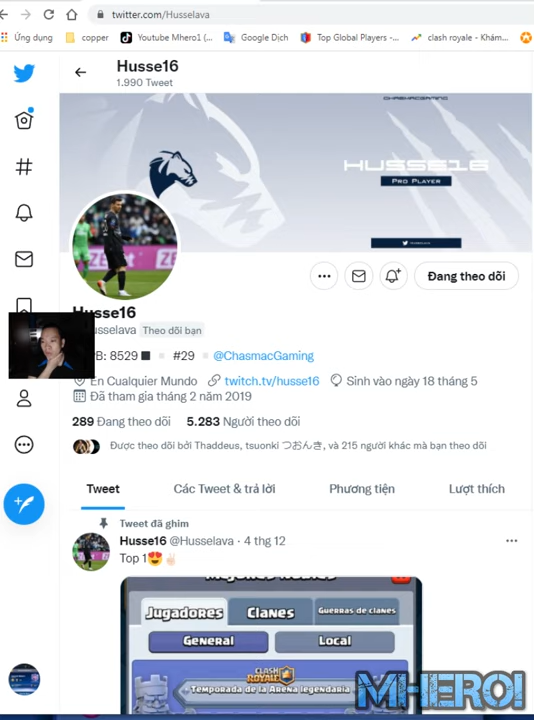 twitter.com/Husselava
Ứng dụng
copper
Youtube Mhero1 (...
Google Dịch
Top Global Players -...
clash royale - Khám...
Husse16
1.990 Tweet
CHASMACGAMING
HUSSE16
PRO PLAYER
Đang theo dõi
Husse16
usselava Theo dõi bạn
B: 8529 #29 @ChasmacGaming
En Cualquier Mundo twitch.tv/husse16 Sinh vào ngày 18 tháng 5
Đã tham gia tháng 2 năm 2019
289 Đang theo dõi 5.283 Người theo dõi
Được theo dõi bởi Thaddeus, tsuonki つおんき, và 215 người khác mà bạn theo dõi
Tweet Các Tweet & trả lời Phương tiện Lượt thích
Tweet đã ghim
Husse16 @Husselava · 4 thg 12
Top 1😍✌🏻
Jugadores Clanes Guerras de clanes
General Local
CLASH ROYALE
Temporada de la Arena legendaria
MHERO1